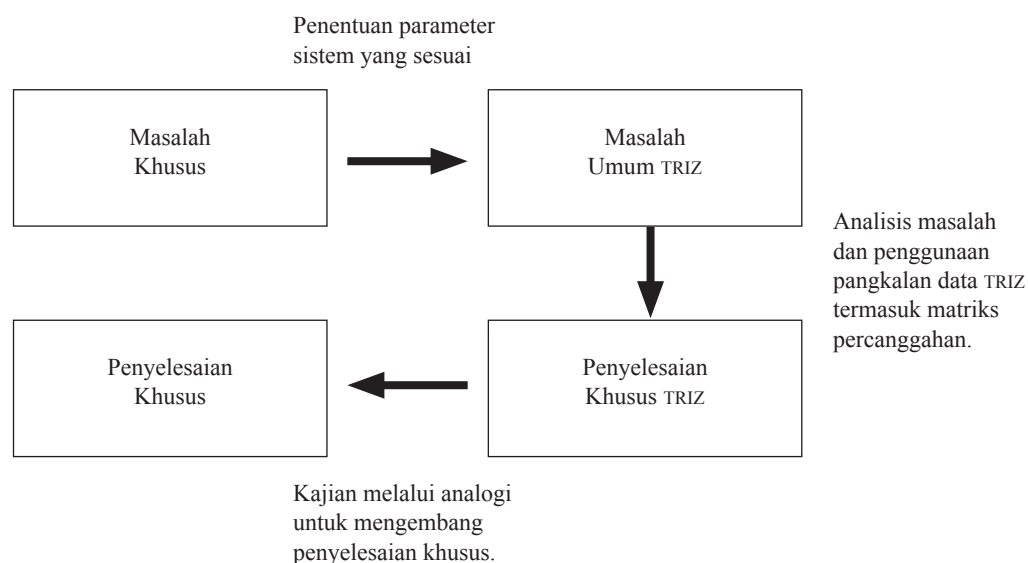 Penentuan parameter
sistem yang sesuai
Masalah
Khusus
Masalah
Umum TRIZ
Analisis masalah
dan penggunaan
pangkalan data TRIZ
termasuk matriks
percanggahan.
Penyelesaian
Khusus
Penyelesaian
Khusus TRIZ
Kajian melalui analogi
untuk mengembang
penyelesaian khusus.